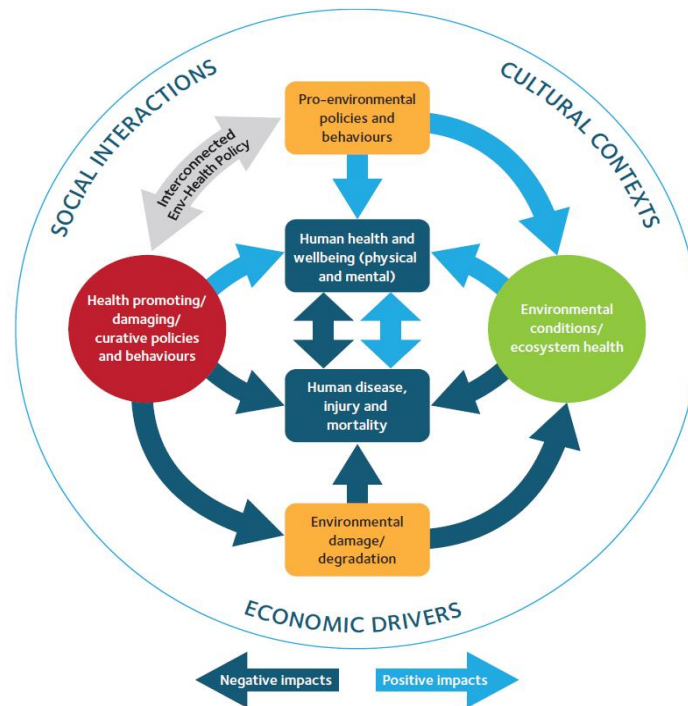 SOCIAL INTERACTIONS
CULTURAL CONTEXTS
Pro-environmental
policies and
behaviours
Interconnected
Env-Health Policy
Human health and
wellbeing (physical
and mental)
Health promoting/
damaging/
curative policies
and behaviours
Environmental
conditions/
ecosystem health
Human disease,
injury and
mortality
Environmental
damage/
degradation
ECONOMIC DRIVERS
Negative impacts
Positive impacts